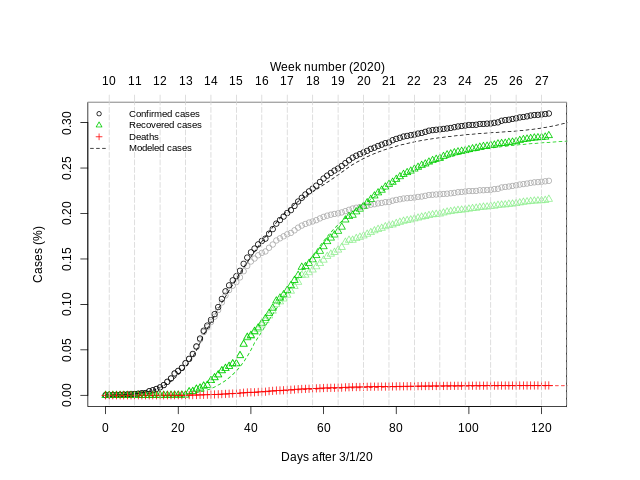 Week number (2020)
10 11 12 13 14 15 16 17 18 19 20 21 22 23 24 25 26 27
Confirmed cases
Recovered cases
Deaths
Modeled cases
Cases (%)
0.30
0.25
0.20
0.15
0.10
0.05
0.00
0 20 40 60 80 100 120
Days after 3/1/20